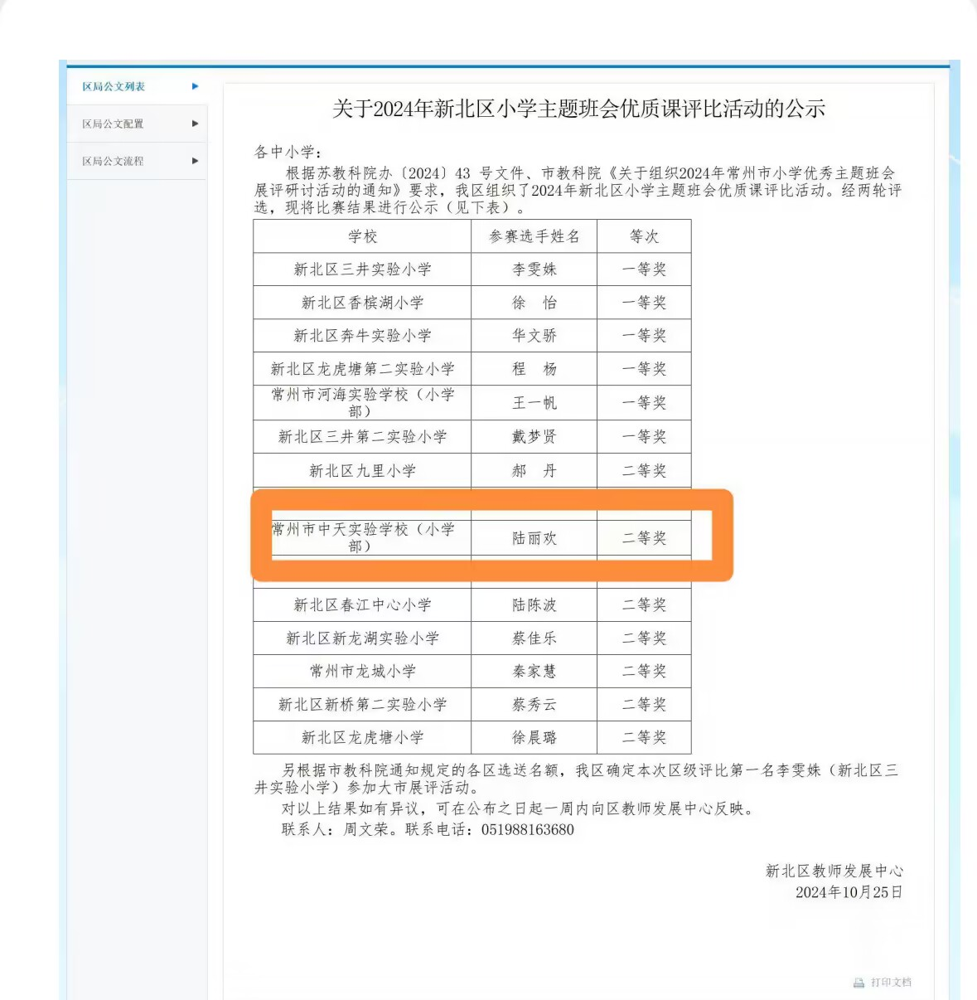 区局公文列表
区局公文配置
区局公文流程
关于2024年新北区小学主题班会优质课评比活动的公示
各中小学：
根据苏教科院办〔2024〕43 号文件、市教科院《关于组织2024年常州市小学优秀主题班会
展评研讨活动的通知》要求，我区组织了2024年新北区小学主题班会优质课评比活动。经两轮评
选，现将比赛结果进行公示（见下表）。
学校 参赛选手姓名 等次
新北区三井实验小学 李雯姝 一等奖
新北区香槟湖小学 徐 怡 一等奖
新北区奔牛实验小学 华文骄 一等奖
新北区龙虎塘第二实验小学 程 杨 一等奖
常州市河海实验学校（小学
部） 王一帆 一等奖
新北区三井第二实验小学 戴梦贤 一等奖
新北区九里小学 郝 丹 二等奖
常州市中天实验学校（小学
部） 陆丽欢 二等奖
新北区春江中心小学 陆陈波 二等奖
新北区新龙湖实验小学 蔡佳乐 二等奖
常州市龙城小学 秦家慧 二等奖
新北区新桥第二实验小学 蔡秀云 二等奖
新北区龙虎塘小学 徐晨璐 二等奖
另根据市教科院通知规定的各区选送名额，我区确定本次区级评比第一名李雯姝（新北区三
井实验小学）参加大市展评活动。
对以上结果如有异议，可在公布之日起一周内向区教师发展中心反映。
联系人：周文荣。联系电话：051988163680
新北区教师发展中心
2024年10月25日
打印文档